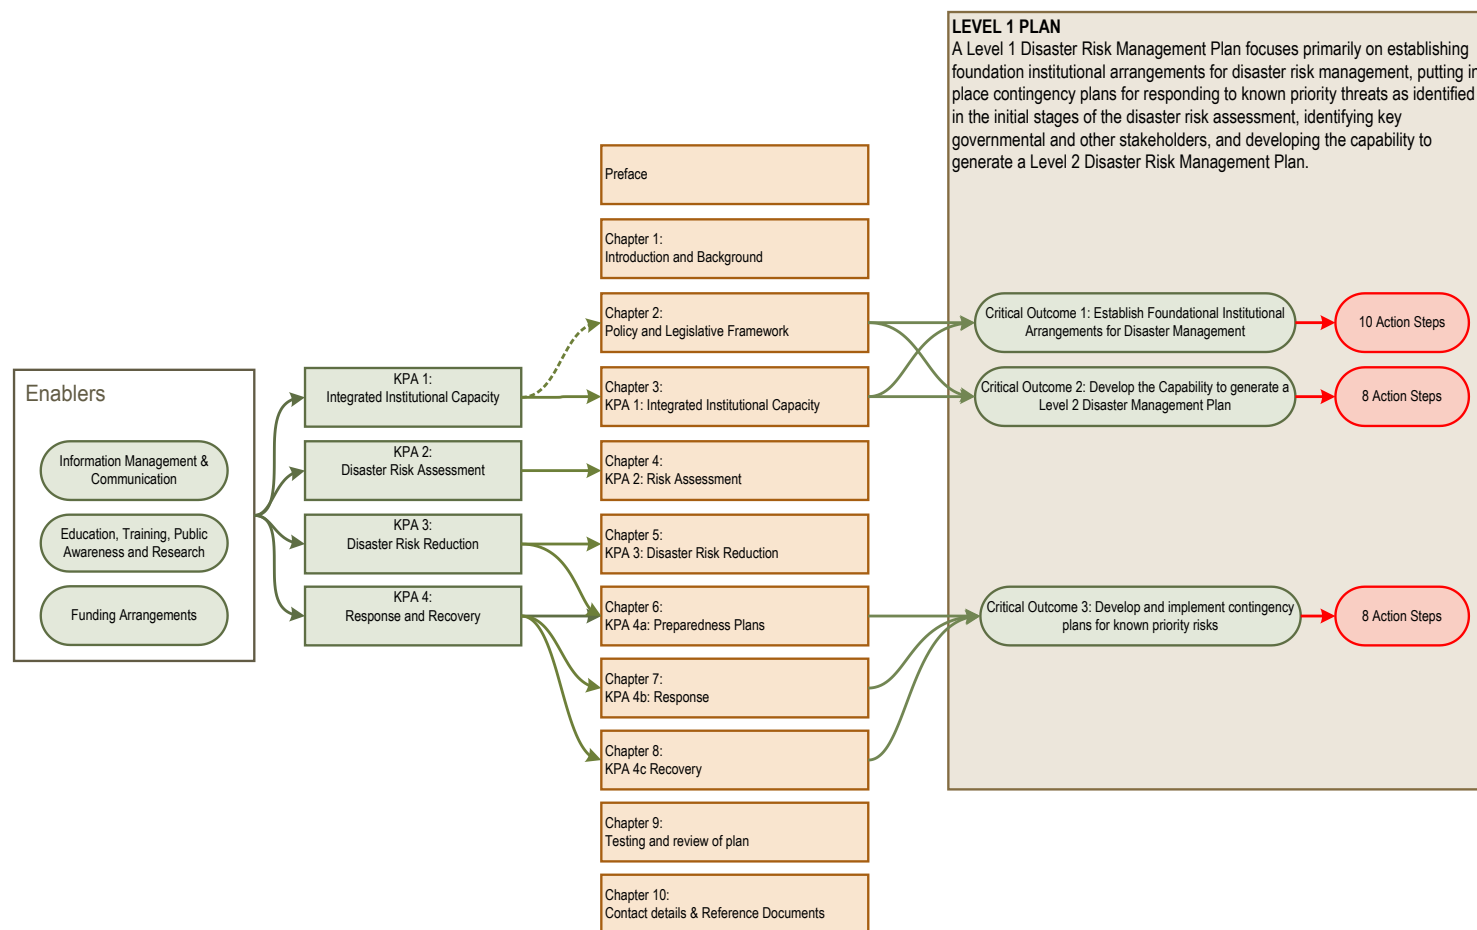 LEVEL 1 PLAN
A Level 1 Disaster Risk Management Plan focuses primarily on establishing
foundation institutional arrangements for disaster risk management, putting in
place contingency plans for responding to known priority threats as identified
in the initial stages of the disaster risk assessment, identifying key
governmental and other stakeholders, and developing the capability to
generate a Level 2 Disaster Risk Management Plan.
Enablers
Information Management &
Communication
Education, Training, Public
Awareness and Research
Funding Arrangements
KPA 1:
Integrated Institutional Capacity
KPA 2:
Disaster Risk Assessment
KPA 3:
Disaster Risk Reduction
KPA 4:
Response and Recovery
Preface
Chapter 1:
Introduction and Background
Chapter 2:
Policy and Legislative Framework
Chapter 3:
KPA 1: Integrated Institutional Capacity
Chapter 4:
KPA 2: Risk Assessment
Chapter 5:
KPA 3: Disaster Risk Reduction
Chapter 6:
KPA 4a: Preparedness Plans
Chapter 7:
KPA 4b: Response
Chapter 8:
KPA 4c Recovery
Chapter 9:
Testing and review of plan
Chapter 10:
Contact details & Reference Documents
Critical Outcome 1: Establish Foundational Institutional
Arrangements for Disaster Management
10 Action Steps
Critical Outcome 2: Develop the Capability to generate a
Level 2 Disaster Management Plan
8 Action Steps
Critical Outcome 3: Develop and implement contingency
plans for known priority risks
8 Action Steps